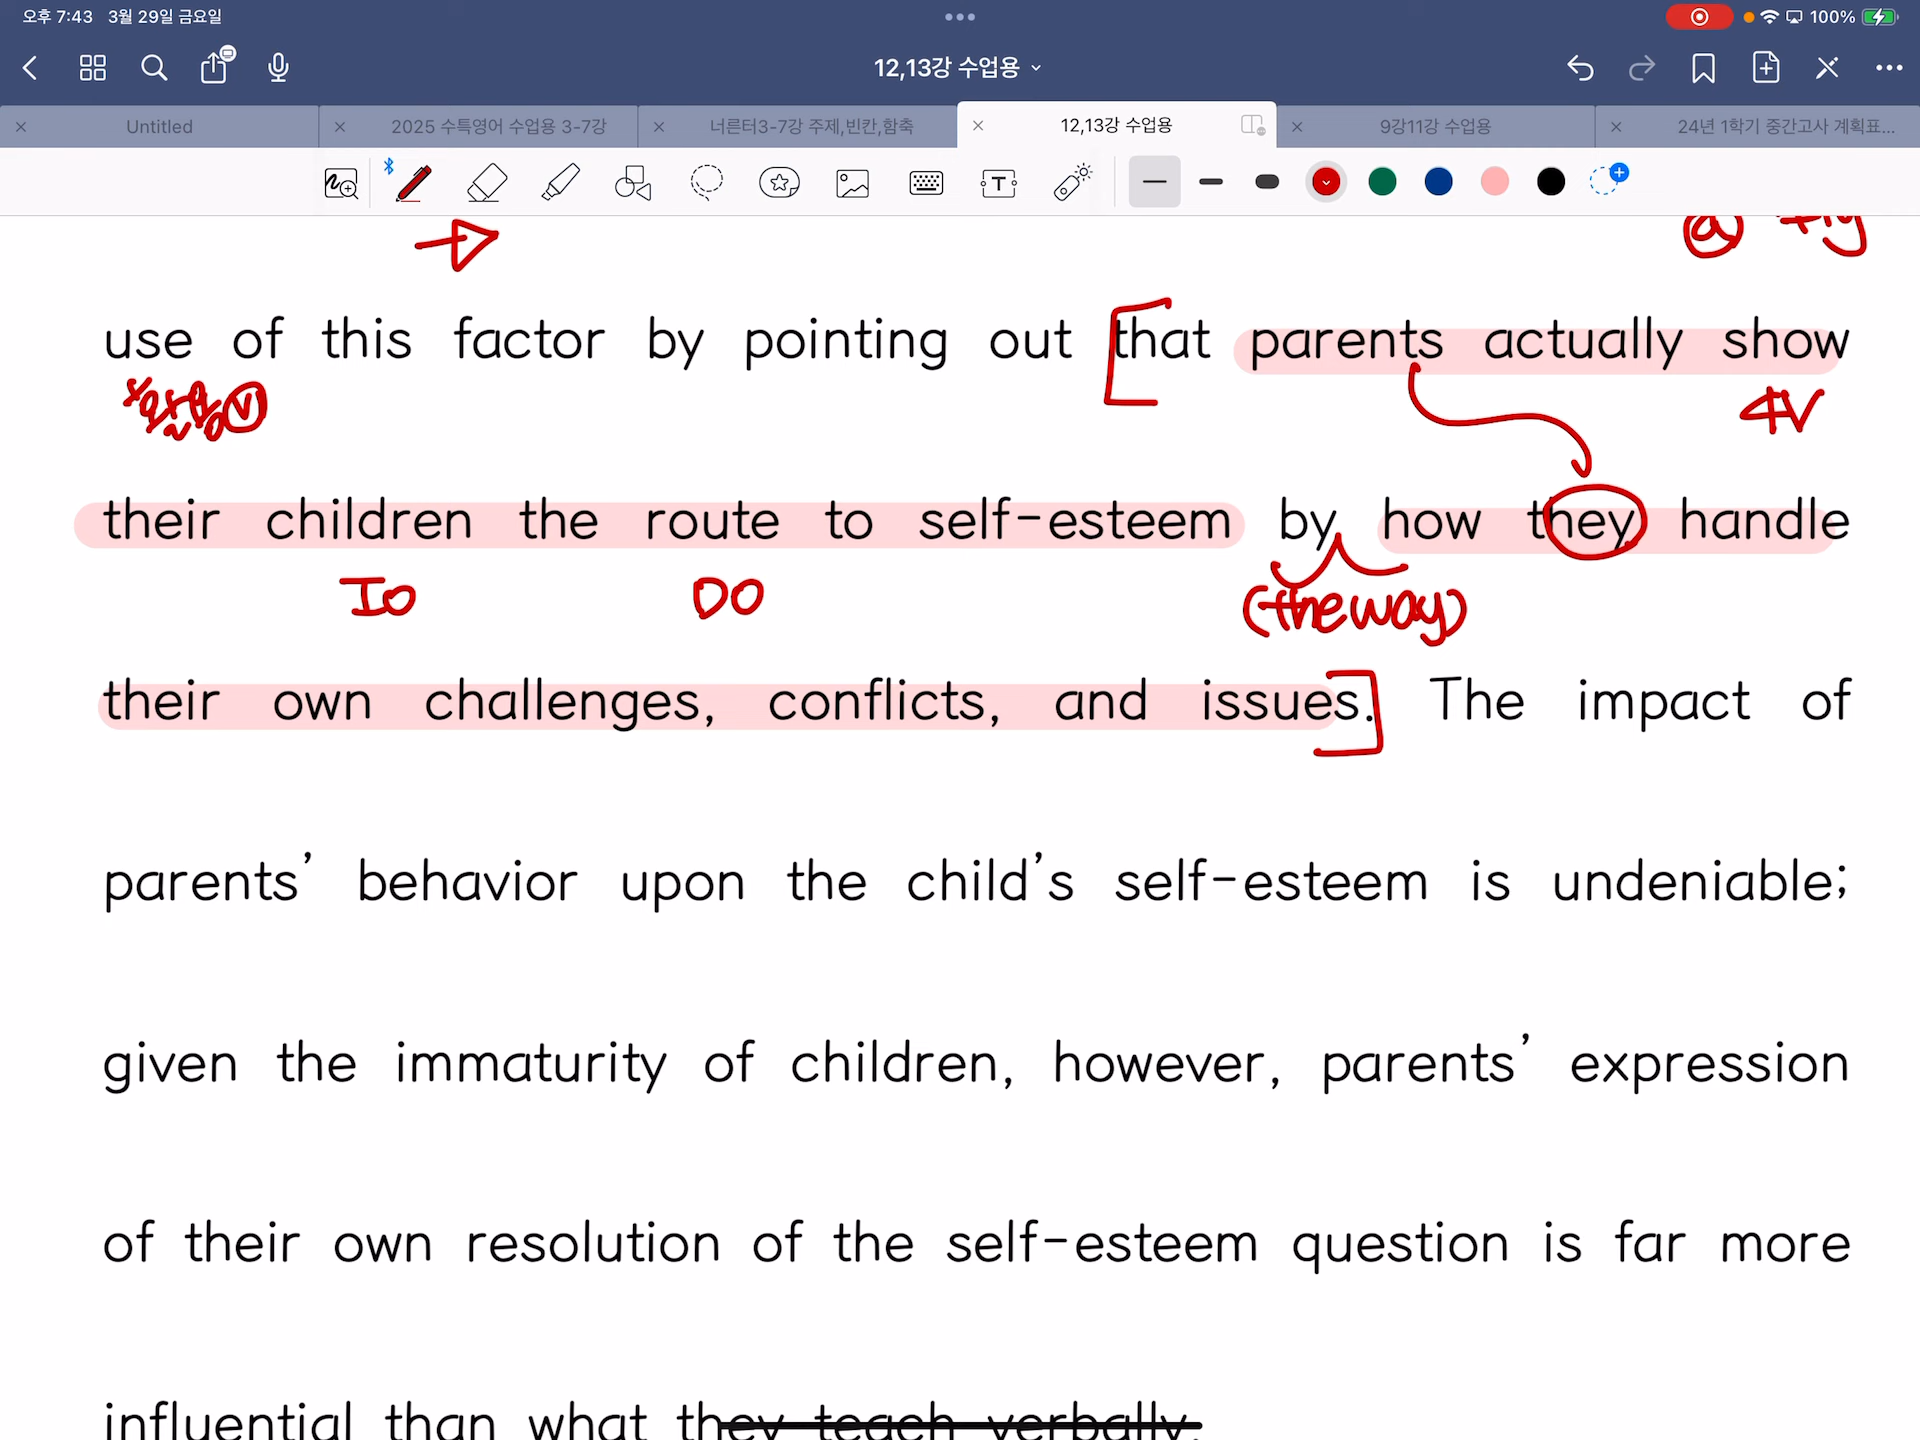 오후 7:43 3월 29일 금요일
100%
12,13강 수업용
Untitled
2025 수특영어 수업용 3-7강
너른터3-7강 주제,빈칸,함축
12,13강 수업용
9강11강 수업용
24년 1학기 중간고사 계획표...
use of this factor by pointing out that parents actually show
4V
their children the route to self-esteem by how they handle
IO DO (the way)
their own challenges, conflicts, and issues. The impact of
parents’ behavior upon the child’s self-esteem is undeniable;
given the immaturity of children, however, parents’ expression
of their own resolution of the self-esteem question is far more
influential than what they teach verbally.